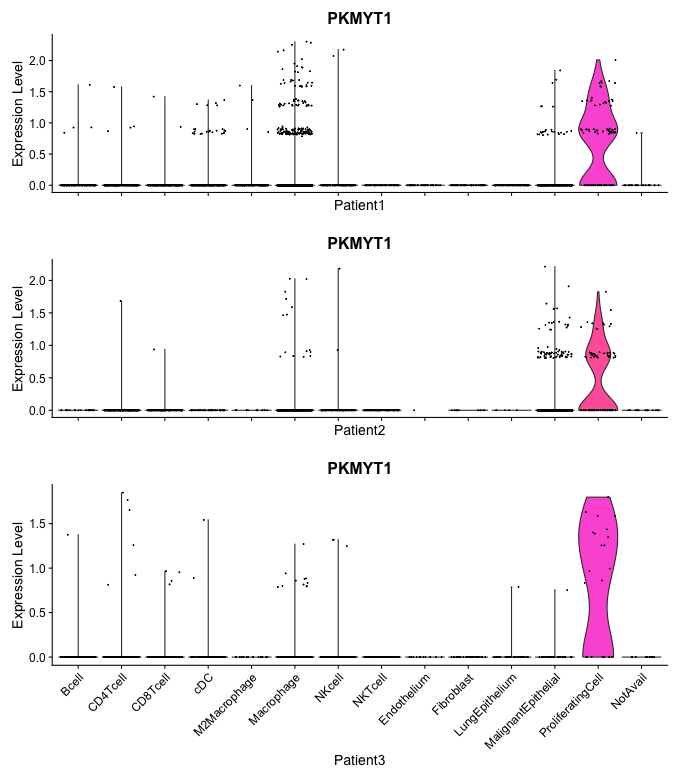 PKMYT1
Expression Level
2.0
1.5
1.0
0.5
0.0
Patient1
PKMYT1
Expression Level
2.0
1.5
1.0
0.5
0.0
Patient2
PKMYT1
Expression Level
1.5
1.0
0.5
0.0
Bcell
CD4Tcell
CD8Tcell
cDC
M2Macrophage
Macrophage
NKcell
NKTcell
Endothelium
Fibroblast
LungEpithelium
MalignantEpithelial
ProliferatingCell
NotAvail
Patient3